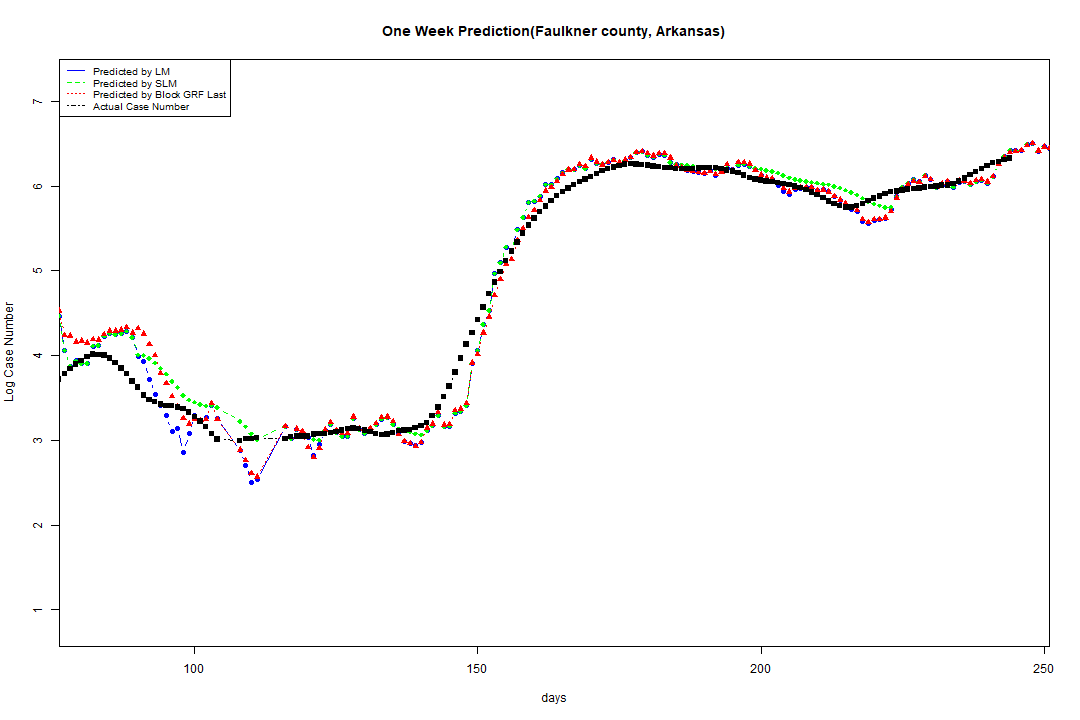 One Week Prediction(Faulkner county, Arkansas)
Predicted by LM
Predicted by SLM
Predicted by Block GRF Last
Actual Case Number
7
6
5
4
3
2
1
Log Case Number
100 150 200 250
days